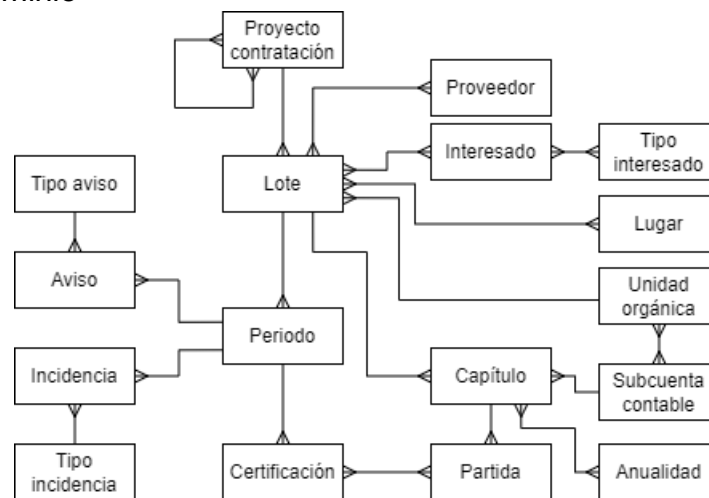 Proyecto
contratación
Proveedor
Interesado
Tipo
interesado
Tipo aviso
Lote
Lugar
Aviso
Unidad
orgánica
Periodo
Incidencia
Capítulo
Subcuenta
contable
Tipo
incidencia
Certificación
Partida
Anualidad